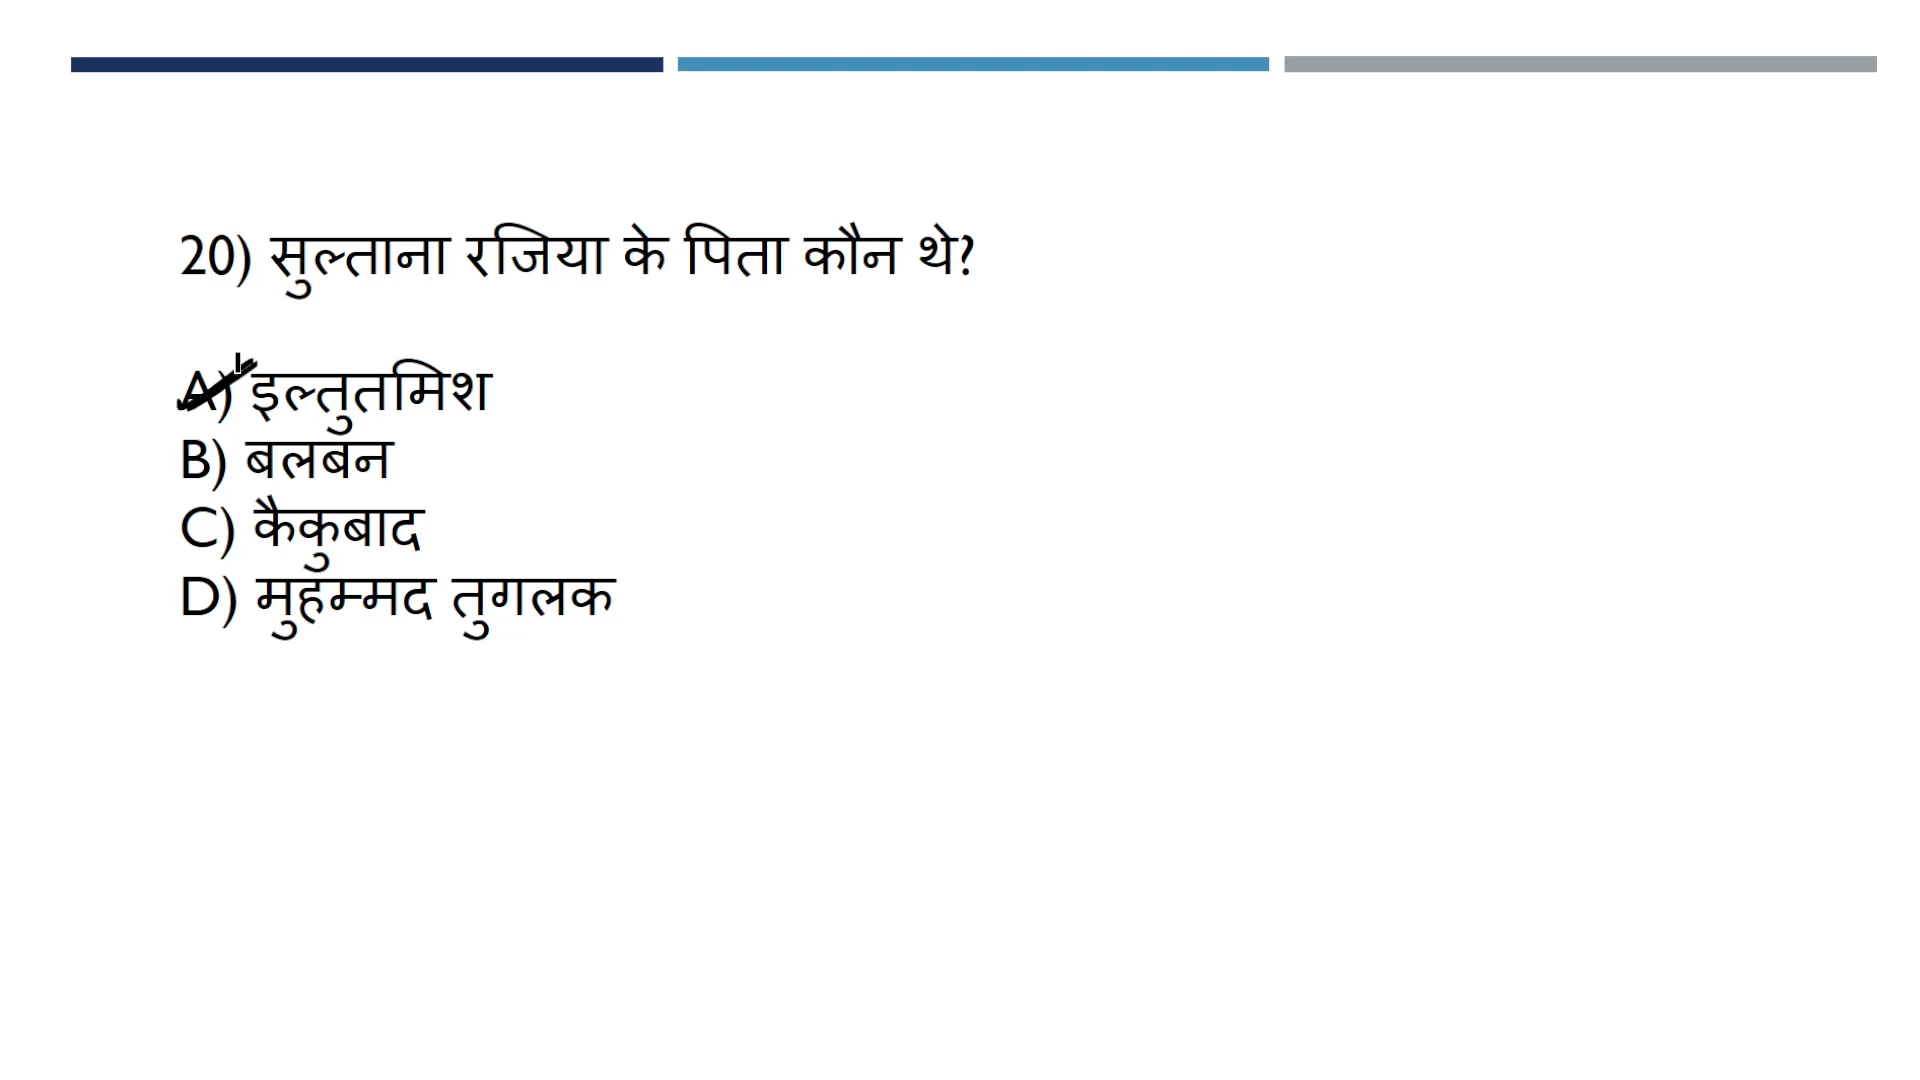 20) सुल्ताना रजिया के पिता कौन थे?
A) इल्तुतमिश
B) बलबन
C) कैकुबाद
D) मुहम्मद तुगलक